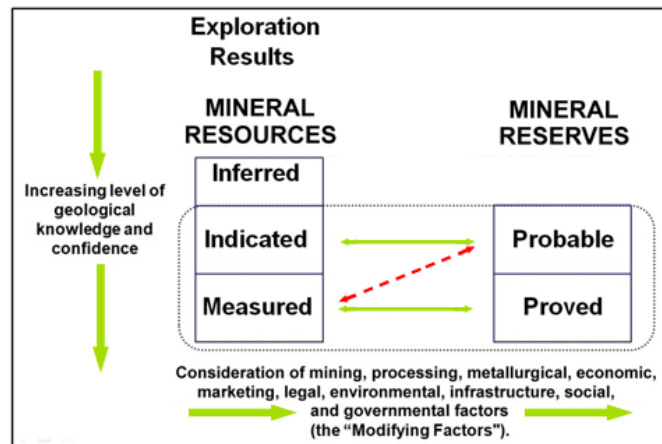 Exploration
Results
MINERAL
RESOURCES
MINERAL
RESERVES
Inferred
Increasing level of
geological
knowledge and
confidence
Indicated
Probable
Measured
Proved
Consideration of mining, processing, metallurgical, economic,
marketing, legal, environmental, infrastructure, social,
and governmental factors
(the “Modifying Factors").